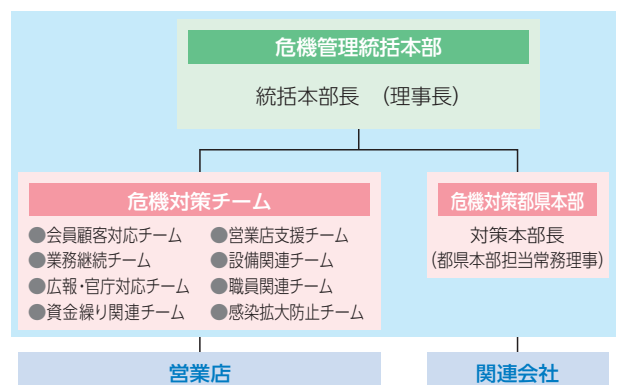 危機管理統括本部
統括本部長 (理事長)
危機対策チーム
●会員顧客対応チーム ●営業店支援チーム
●業務継続チーム ●設備関連チーム
●広報・官庁対応チーム ●職員関連チーム
●資金繰り関連チーム ●感染拡大防止チーム
危機対策都県本部
対策本部長
(都県本部担当常務理事)
営業店
関連会社